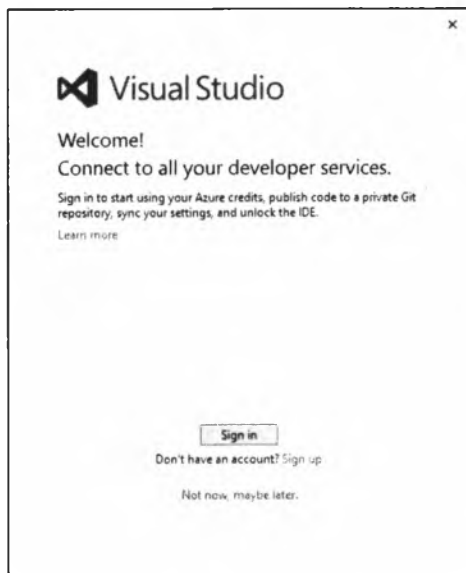 ×
Visual Studio
Welcome!
Connect to all your developer services.
Sign in to start using your Azure credits, publish code to a private Git
repository, sync your settings, and unlock the IDE.
Learn more
Sign in
Don't have an account? Sign up
Not now, maybe later.